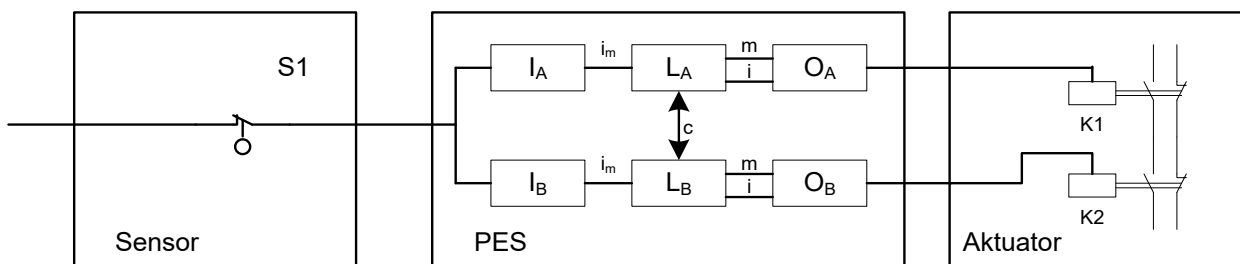 S1
I_A
i_m
L_A
m
i
O_A
K1
c
I_B
i_m
L_B
m
i
O_B
K2
Sensor
PES
Aktuator